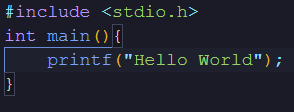 #include <stdio.h>
int main(){
    printf("Hello World");
}